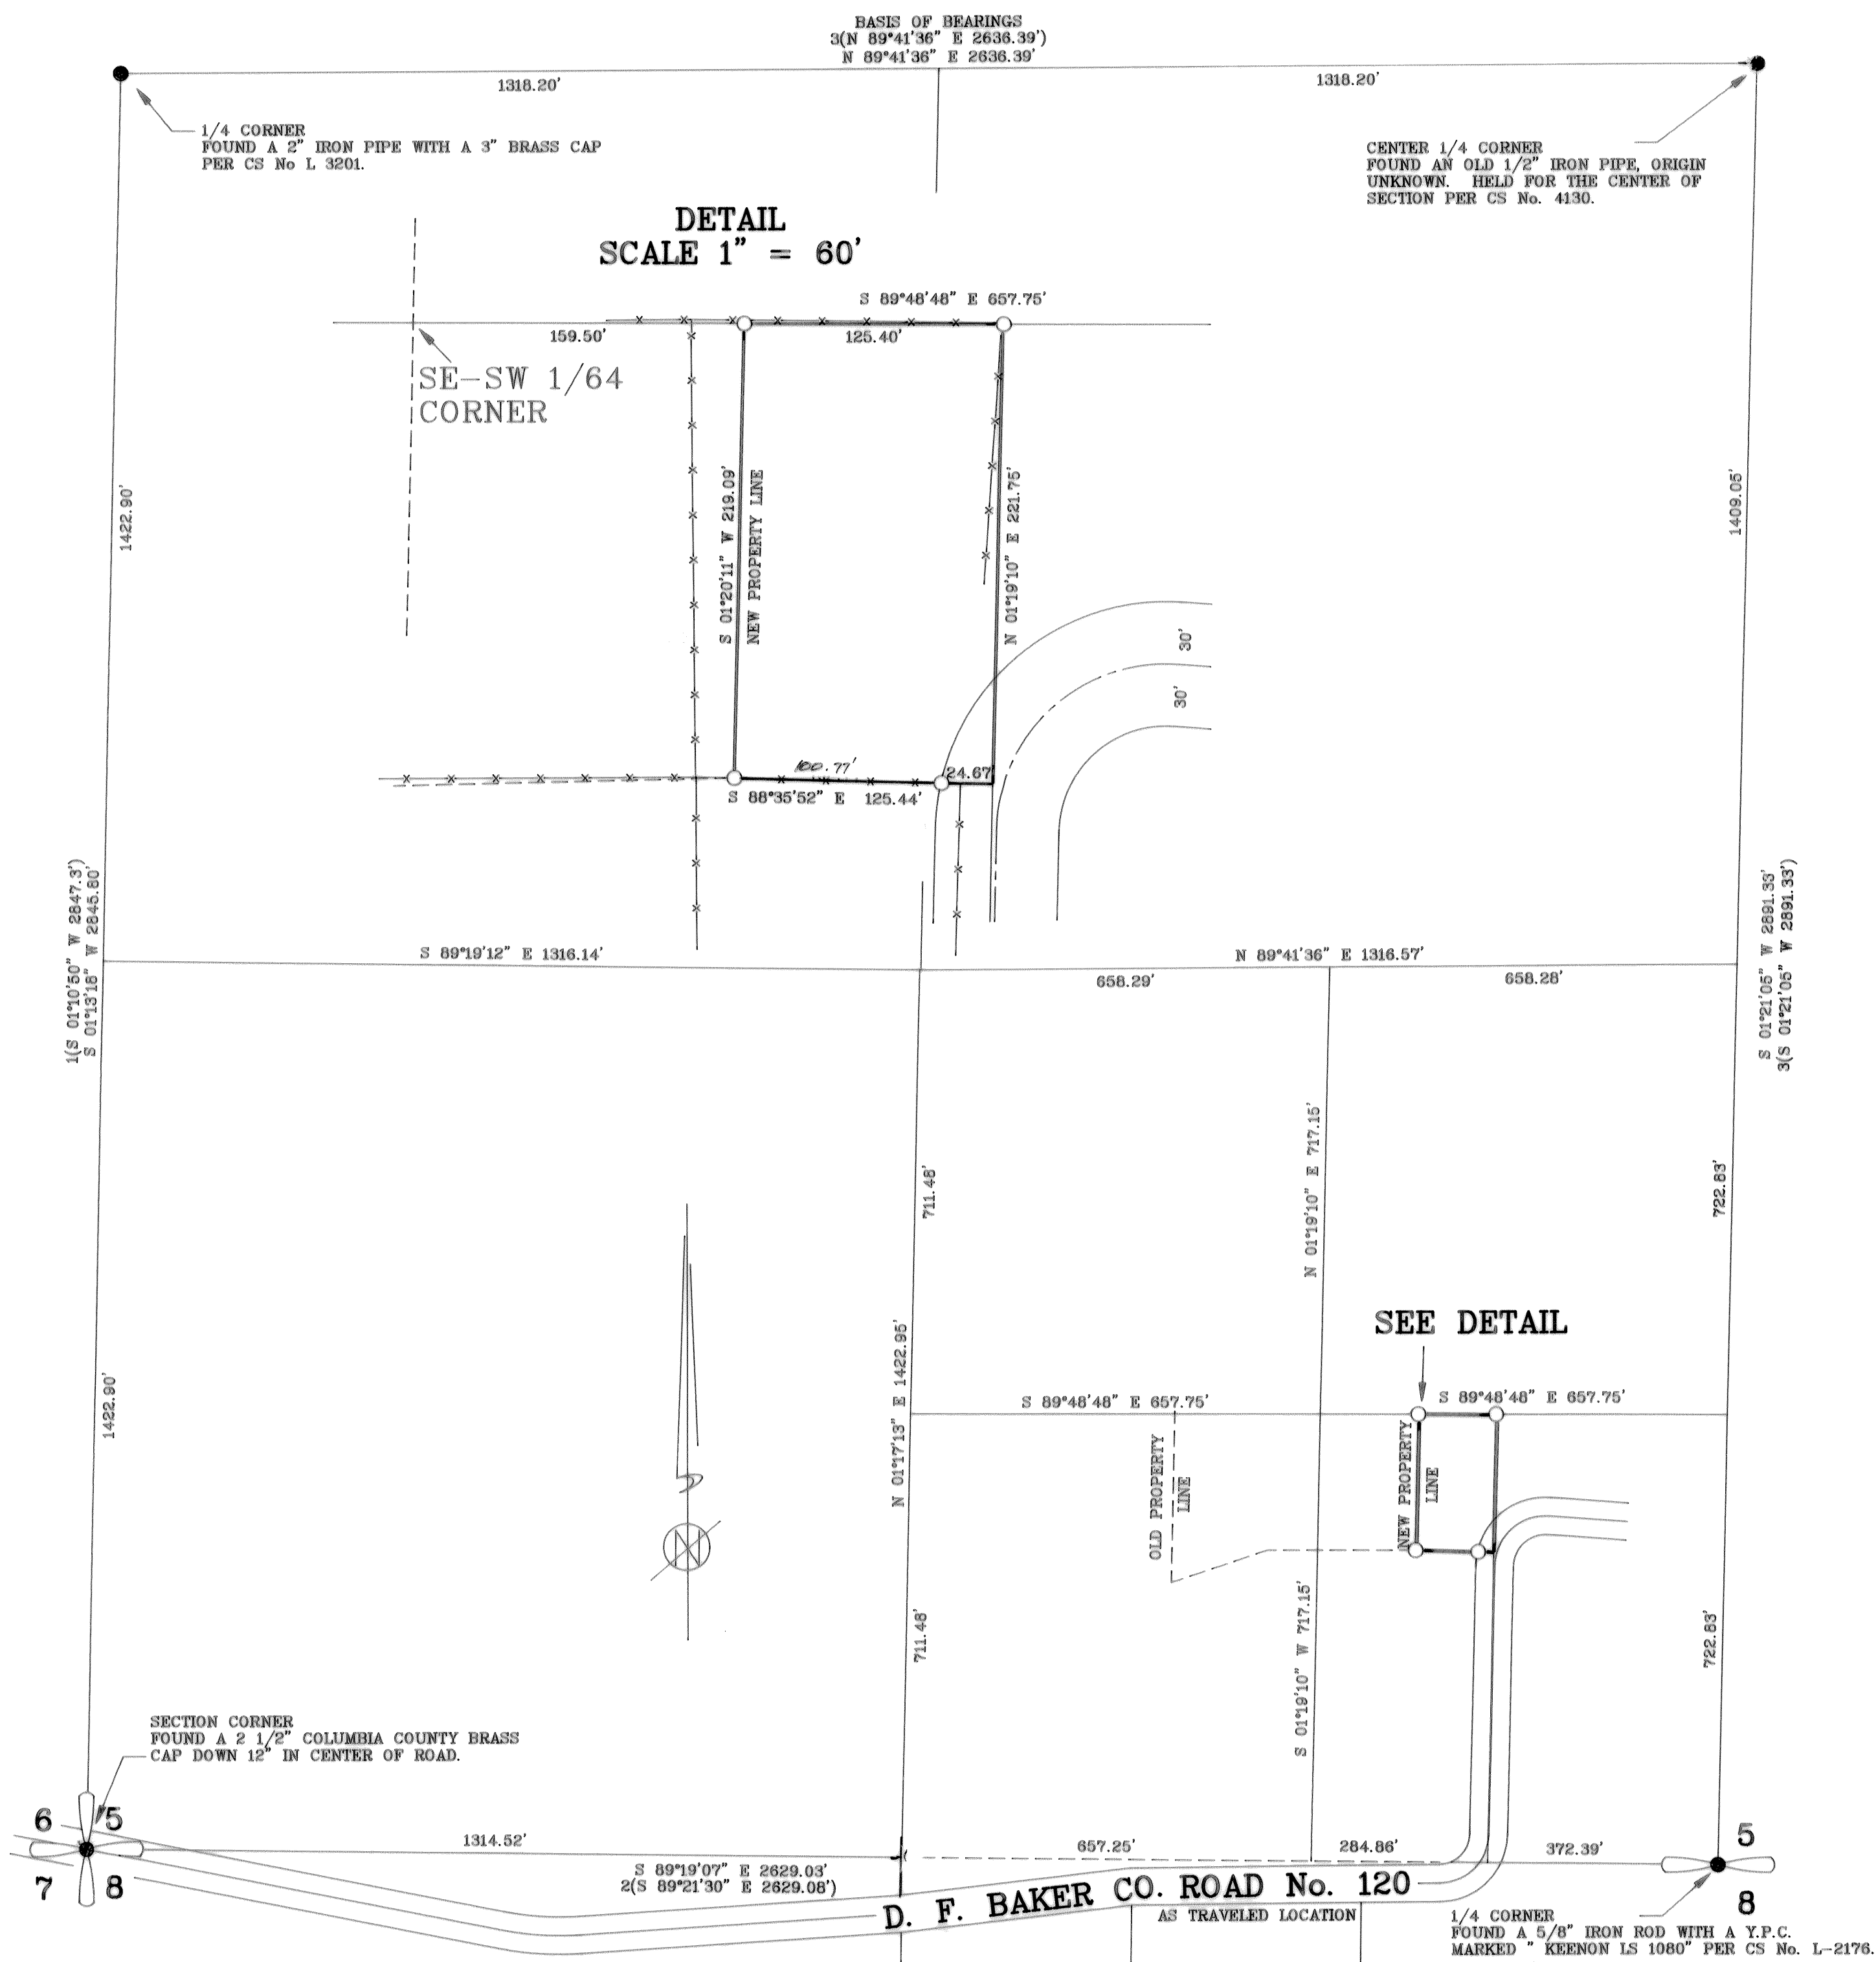 BASIS OF BEARINGS
3(N 89°41'36" E 2636.39')
N 89°41'36" E 2636.39'
1318.20'
1318.20'
1/4 CORNER
FOUND A 2" IRON PIPE WITH A 3" BRASS CAP
PER CS No L 3201.
CENTER 1/4 CORNER
FOUND AN OLD 1/2" IRON PIPE, ORIGIN
UNKNOWN. HELD FOR THE CENTER OF
SECTION PER CS No. 4130.
DETAIL
SCALE 1" = 60'
S 89°48'48" E 657.75'
159.50'
125.40'
SE-SW 1/64
CORNER
S 01°20'11" W 219.09'
NEW PROPERTY LINE
N 01°19'10" E 221.75'
1422.90'
1409.05'
30'
30'
100.77'
24.67'
S 88°35'52" E 125.44'
1(S 01°10'50" W 2847.3')
S 01°13'18" W 2845.80'
S 01°21'05" W 2891.33'
3(S 01°21'05" W 2891.33')
S 89°19'12" E 1316.14'
N 89°41'36" E 1316.57'
658.29'
658.28'
711.48'
N 01°19'10" E 717.15'
722.83'
SEE DETAIL
1422.90'
N 01°17'13" E 1422.95'
S 89°48'48" E 657.75'
S 89°48'48" E 657.75'
OLD PROPERTY
LINE
NEW PROPERTY
LINE
N
711.48'
S 01°19'10" W 717.15'
722.83'
SECTION CORNER
FOUND A 2 1/2" COLUMBIA COUNTY BRASS
CAP DOWN 12" IN CENTER OF ROAD.
6 5
7 8
1314.52'
S 89°19'07" E 2629.03'
2(S 89°21'30" E 2629.08')
657.25'
284.86'
372.39'
5
8
D. F. BAKER CO. ROAD No. 120
AS TRAVELED LOCATION
1/4 CORNER
FOUND A 5/8" IRON ROD WITH A Y.P.C.
MARKED " KEENON LS 1080" PER CS No. L-2176.